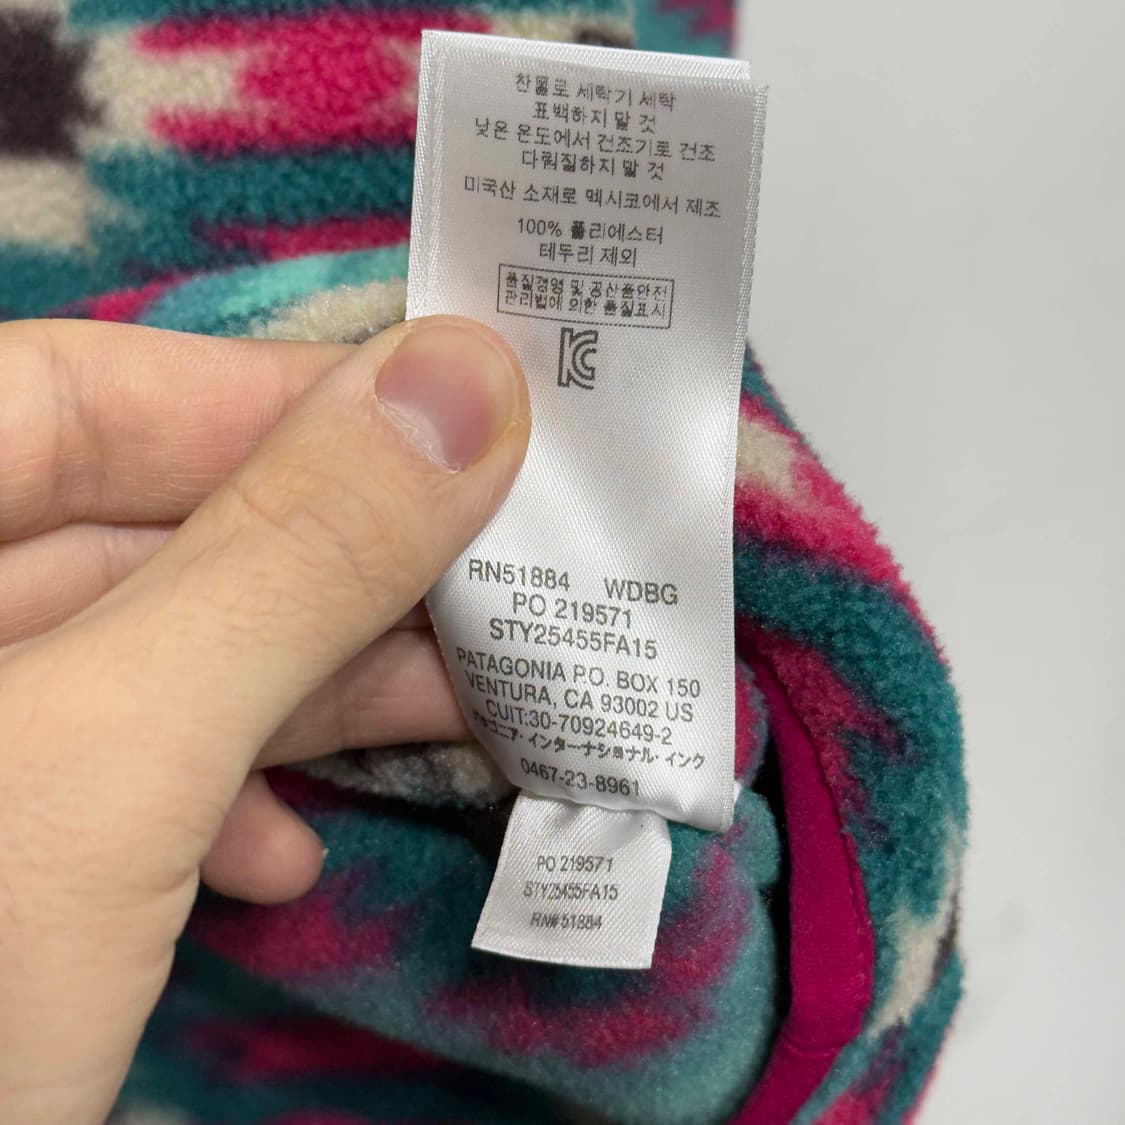 찬물로 세탁기 세탁
표백하지 말 것
낮은 온도에서 건조기로 건조
다림질하지 말 것
미국산 소재로 멕시코에서 제조
100% 폴리에스터
테두리 제외
품질경영 및 공산품안전
관리법에 의한 품질표시
RN51884 WDBG
PO 219571
STY25455FA15
PATAGONIA P.O. BOX 150
VENTURA, CA 93002 US
CUIT:30-70924649-2
パタゴニア・インターナショナル・インク
0467-23-8961
PO 219571
STY25455FA15
RN# 51884